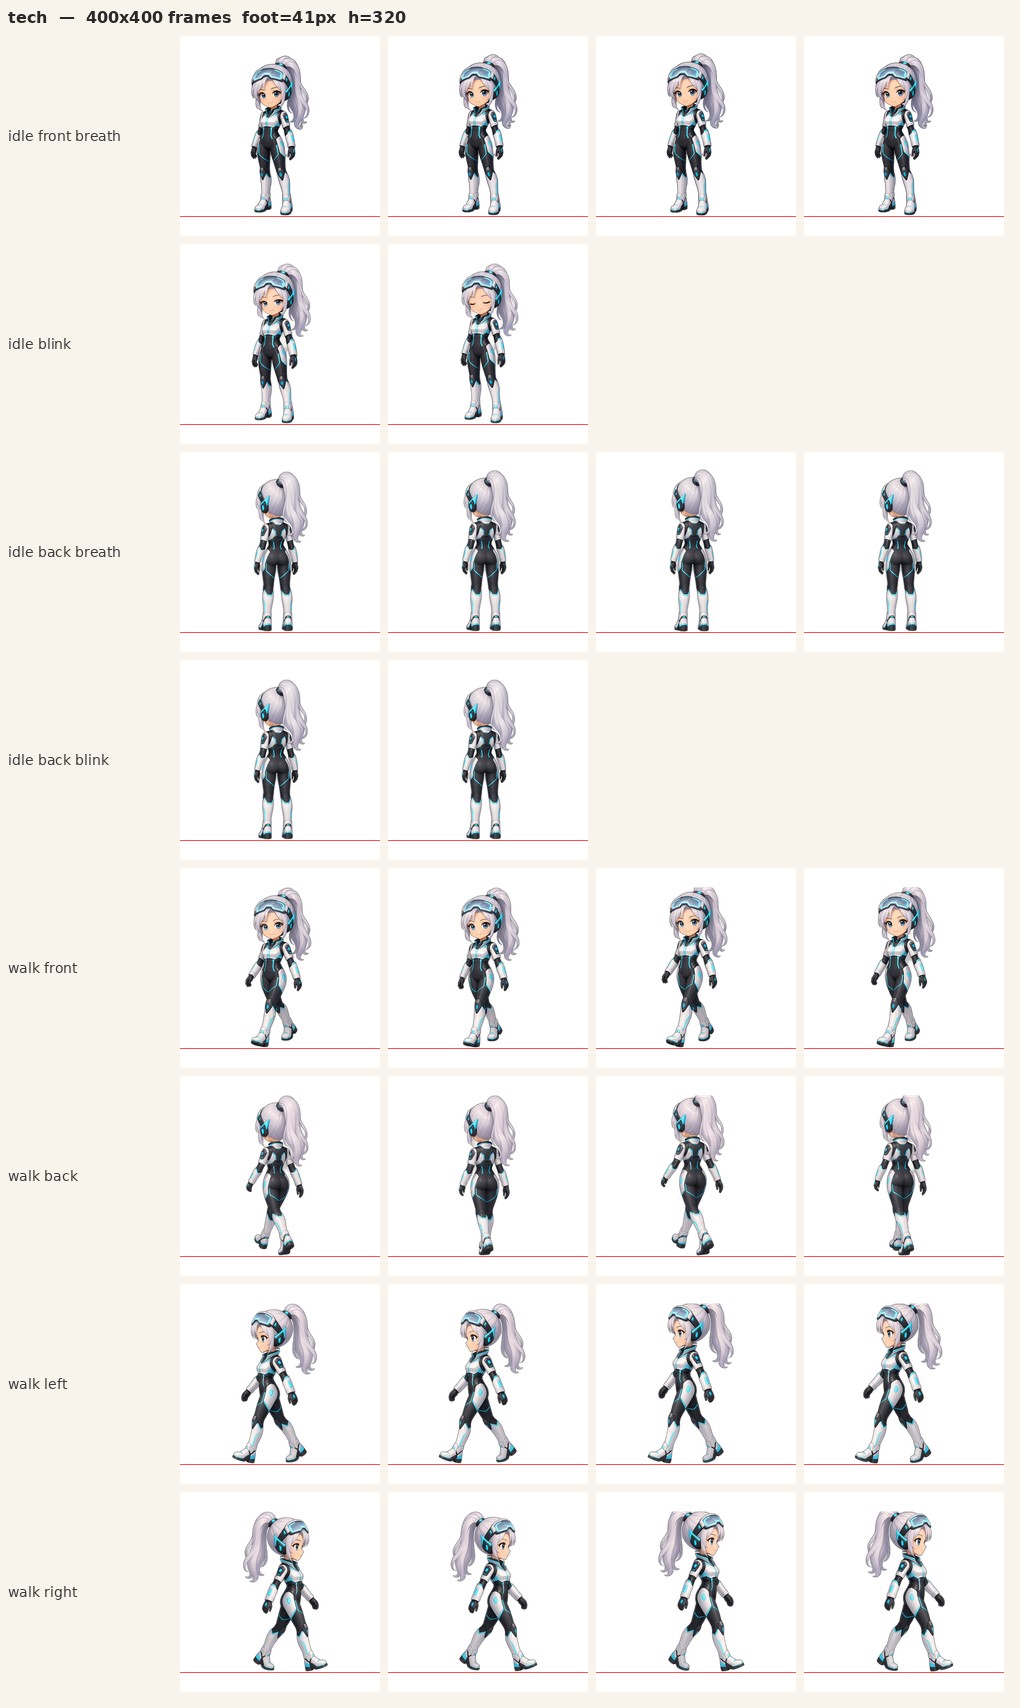 tech — 400x400 frames foot=41px h=320
idle front breath
idle blink
idle back breath
idle back blink
walk front
walk back
walk left
walk right